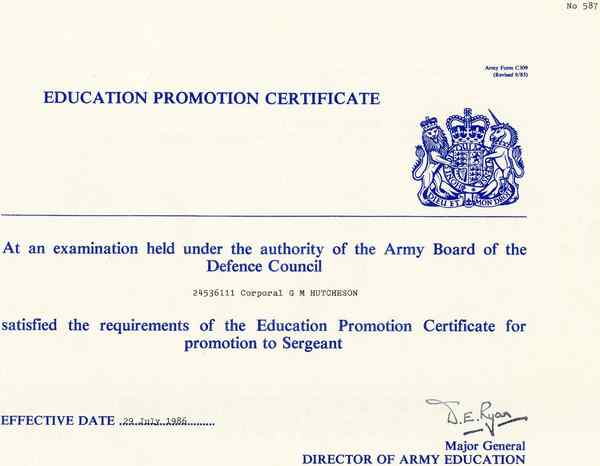 No 587
Army Form C309
(Revised 9/83)
EDUCATION PROMOTION CERTIFICATE
DIEU ET MON DROIT
At an examination held under the authority of the Army Board of the
Defence Council
24536111 Corporal G M HUTCHESON
satisfied the requirements of the Education Promotion Certificate for
promotion to Sergeant
EFFECTIVE DATE 29 July 1986
D.E. Ryan
Major General
DIRECTOR OF ARMY EDUCATION